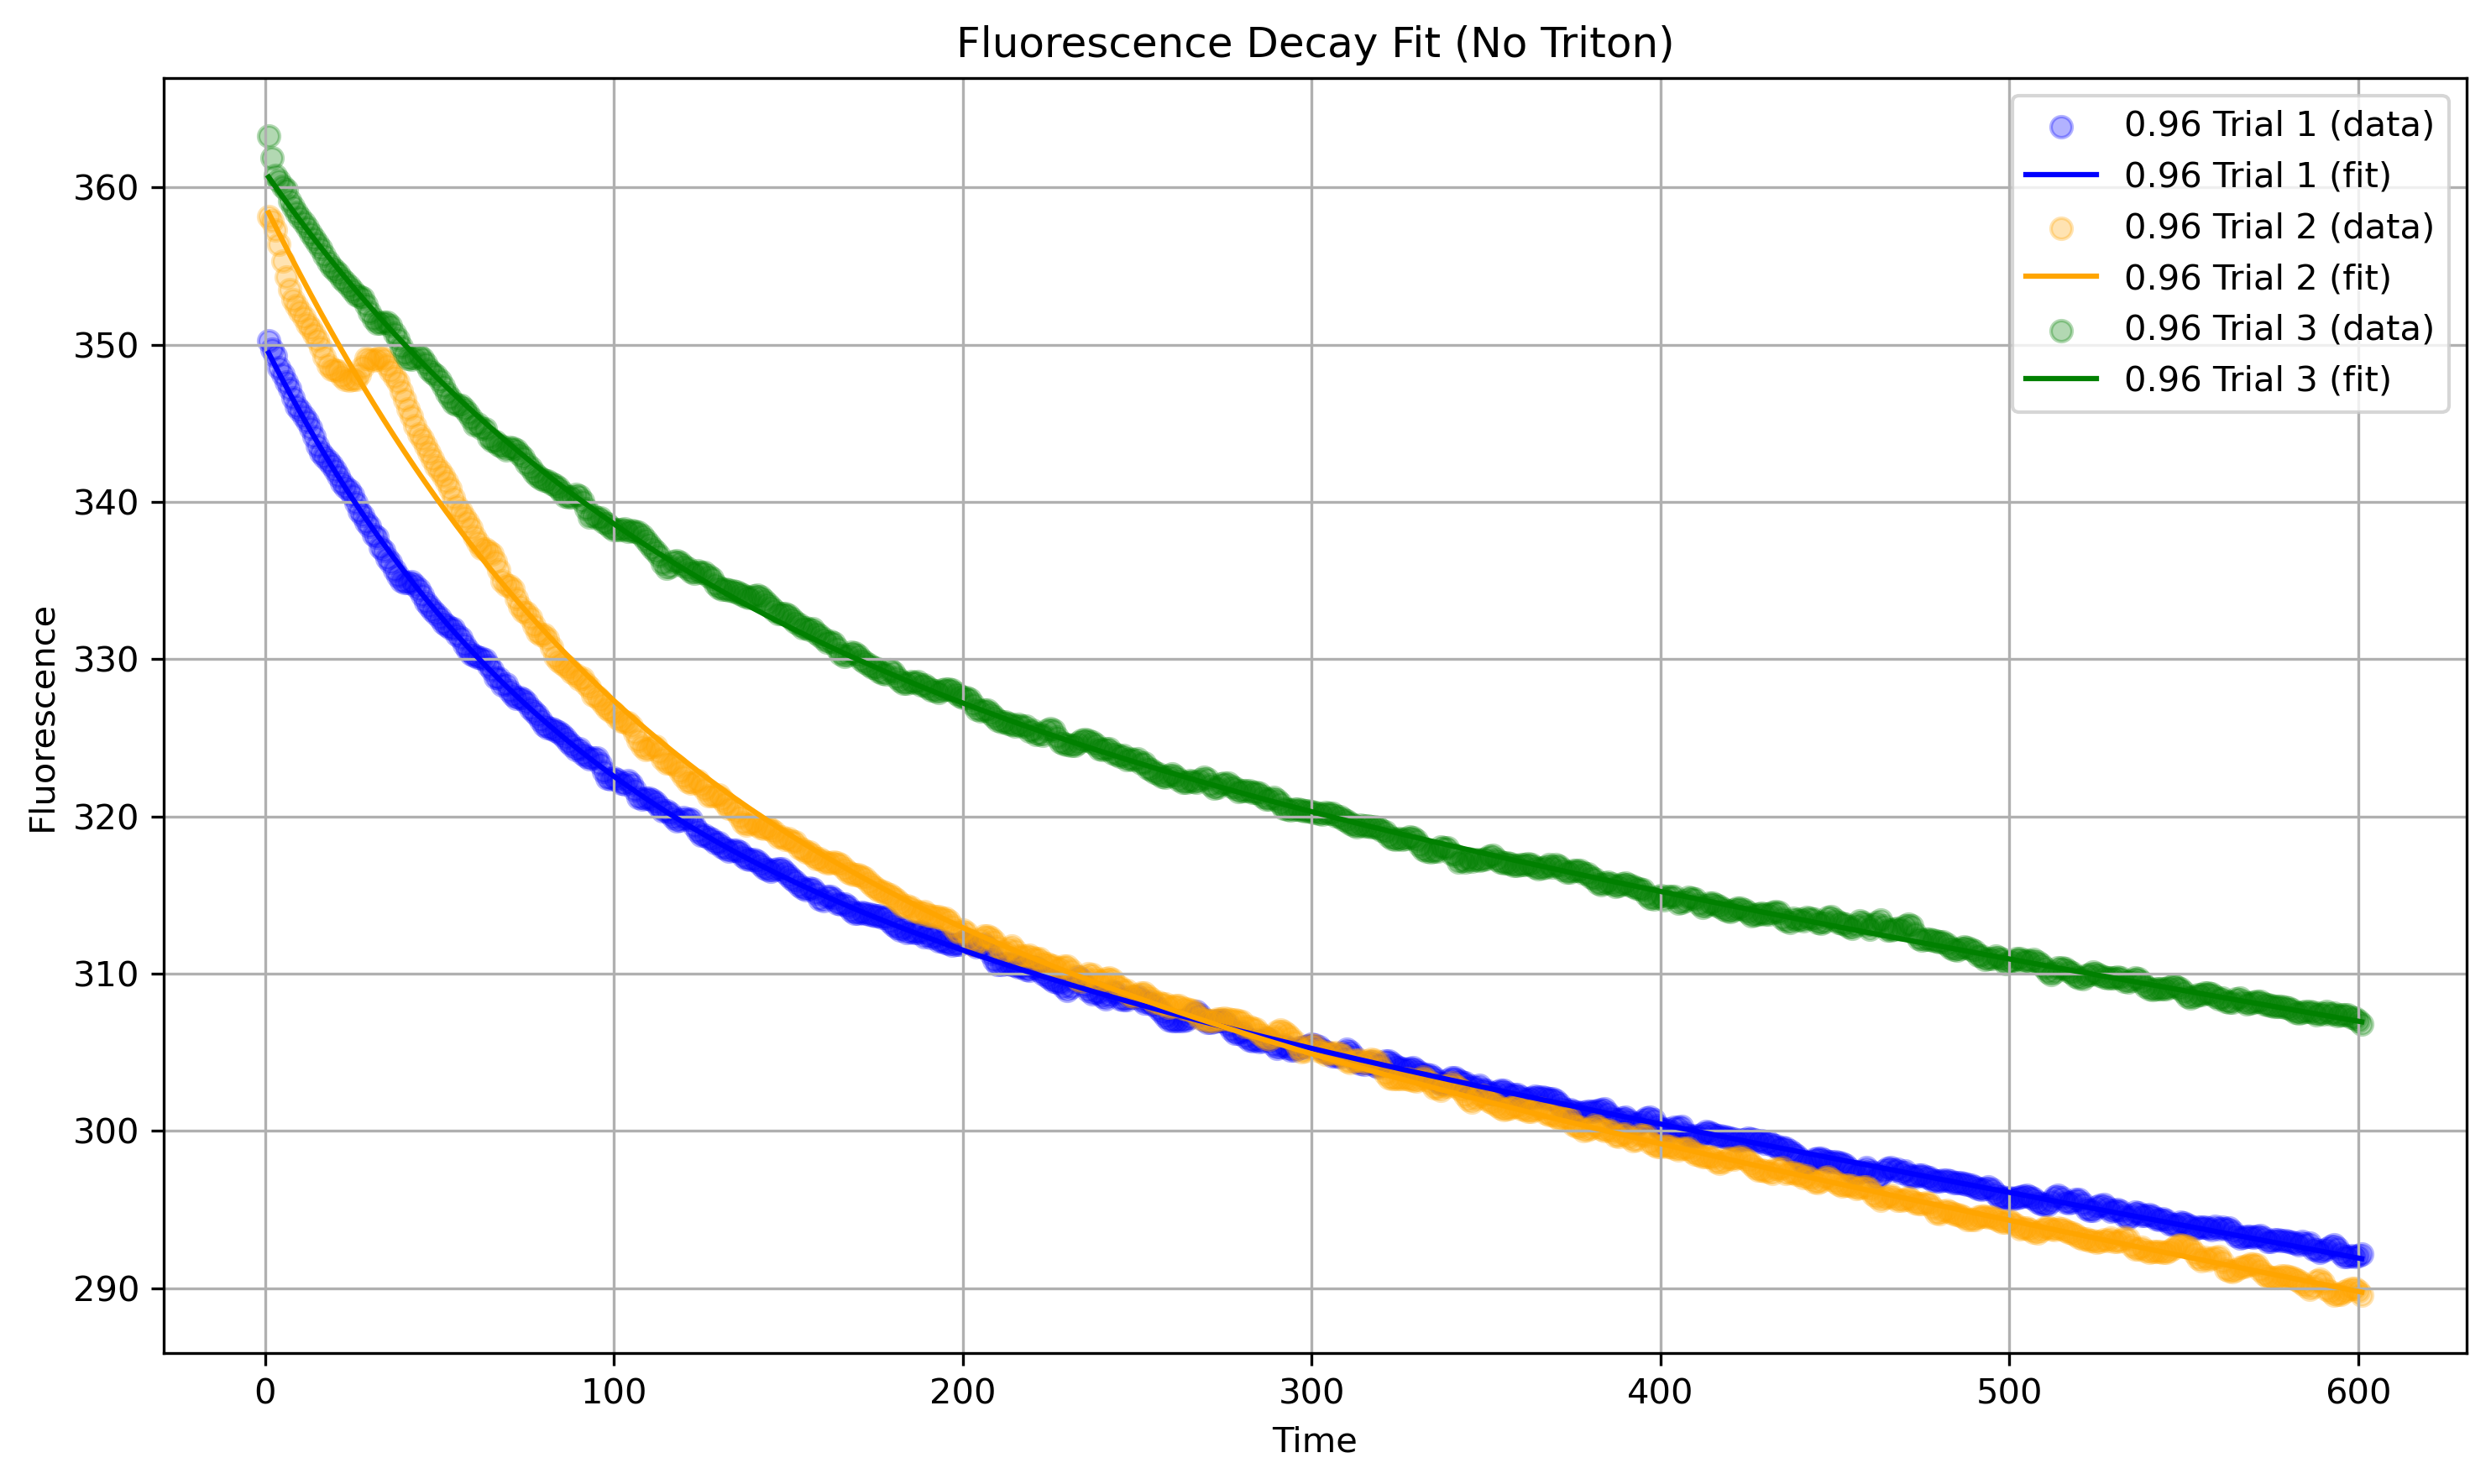 Fluorescence Decay Fit (No Triton)
0.96 Trial 1 (data)
0.96 Trial 1 (fit)
0.96 Trial 2 (data)
0.96 Trial 2 (fit)
0.96 Trial 3 (data)
0.96 Trial 3 (fit)
Fluorescence
360
350
340
330
320
310
300
290
0 100 200 300 400 500 600
Time